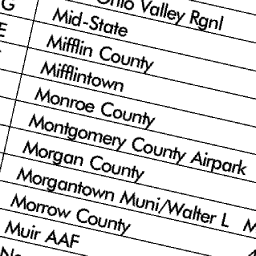 G Ohio Valley Rgnl
E Mid-State
Mifflin County
Mifflintown
Monroe County
Montgomery County Airpark
Morgan County
Morgantown Muni/Walter L M
Morrow County
Muir AAF